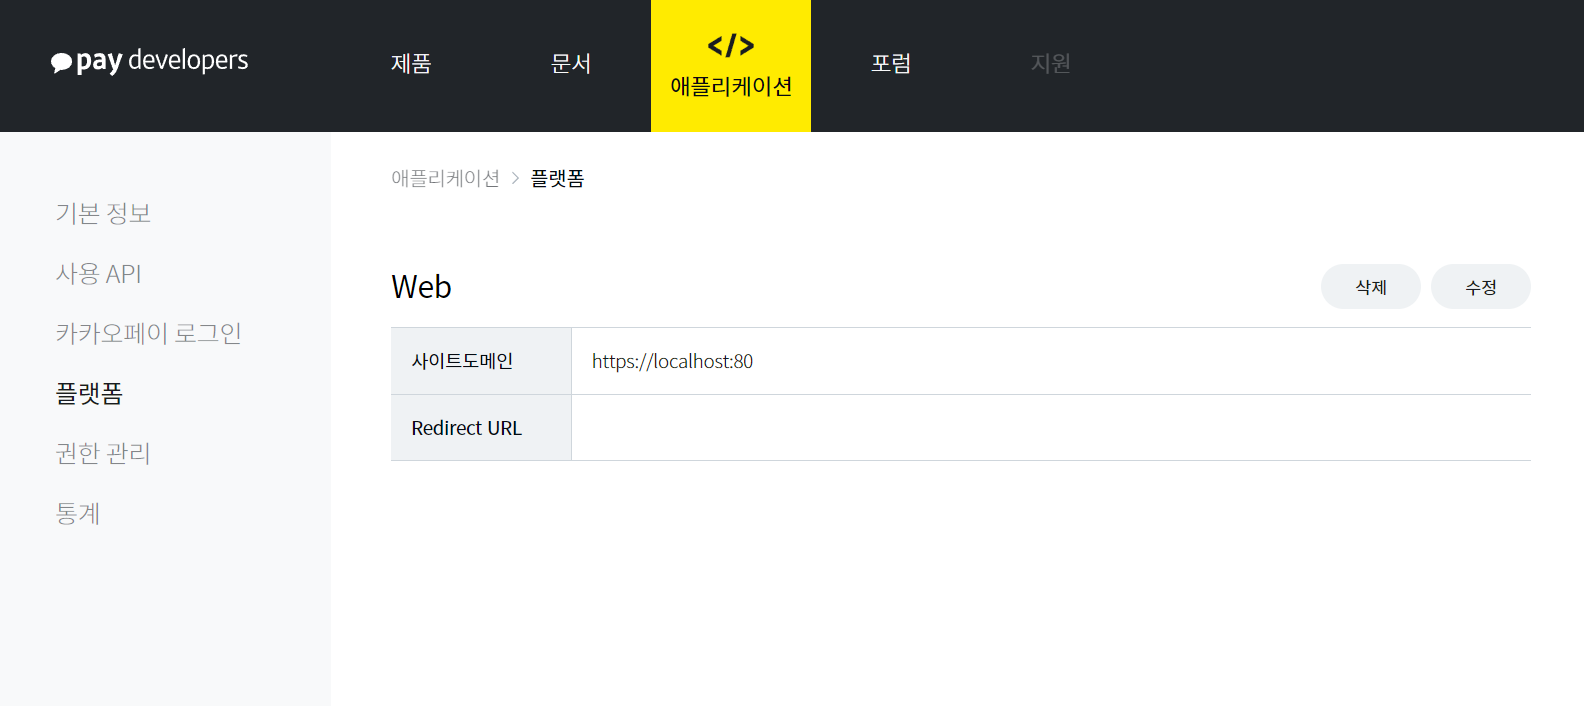 pay developers
제품
문서
</>
애플리케이션
포럼
지원
기본 정보
사용 API
카카오페이 로그인
플랫폼
권한 관리
통계
애플리케이션 > 플랫폼
Web
삭제
수정
사이트도메인
https://localhost:80
Redirect URL